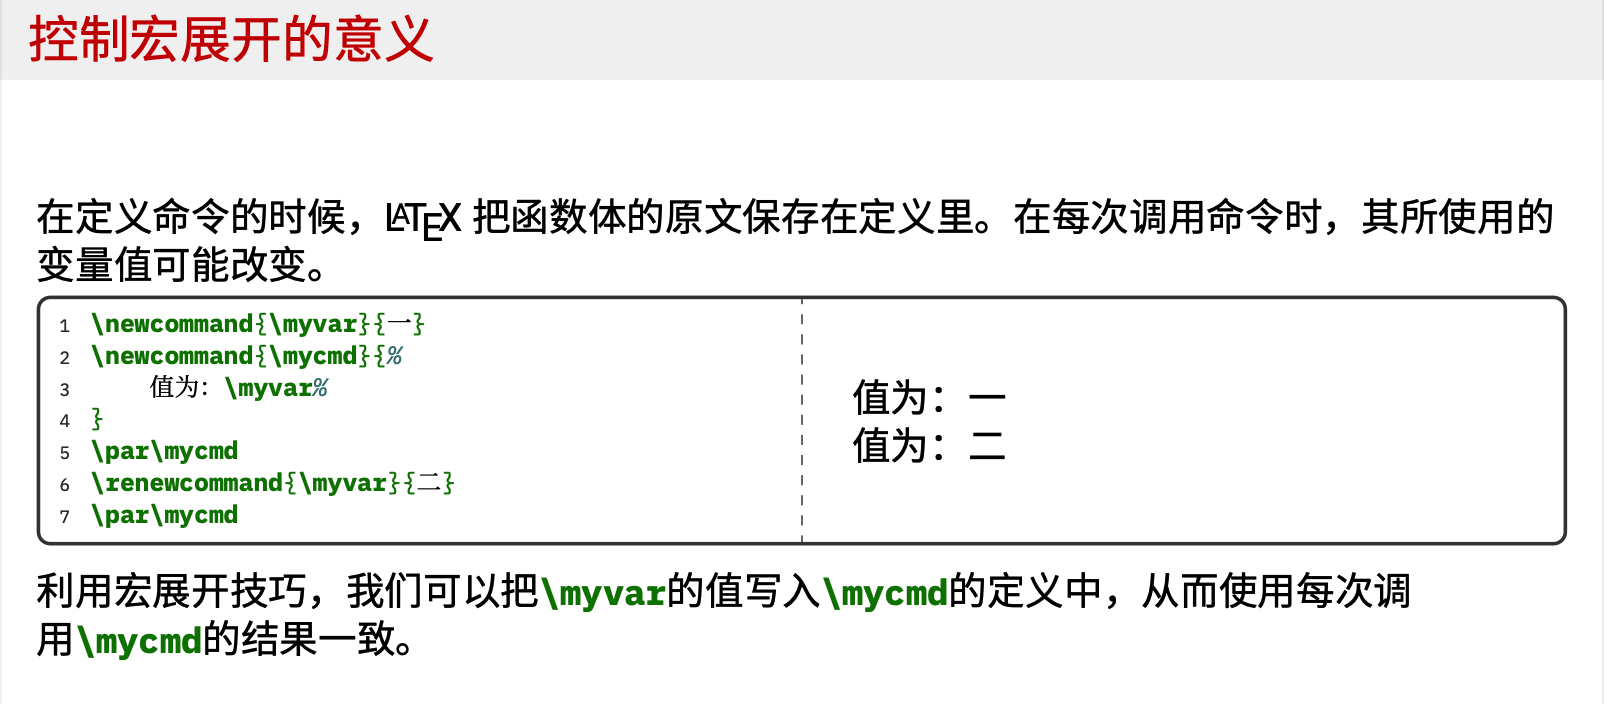 控制宏展开的意义
在定义命令的时候，LATEX 把函数体的原文保存在定义里。在每次调用命令时，其所使用的
变量值可能改变。
1 \newcommand{\myvar}{一}
2 \newcommand{\mycmd}{%
3     值为：\myvar%
4 }
5 \par\mycmd
6 \renewcommand{\myvar}{二}
7 \par\mycmd
值为：一
值为：二
利用宏展开技巧，我们可以把\myvar的值写入\mycmd的定义中，从而使用每次调
用\mycmd的结果一致。